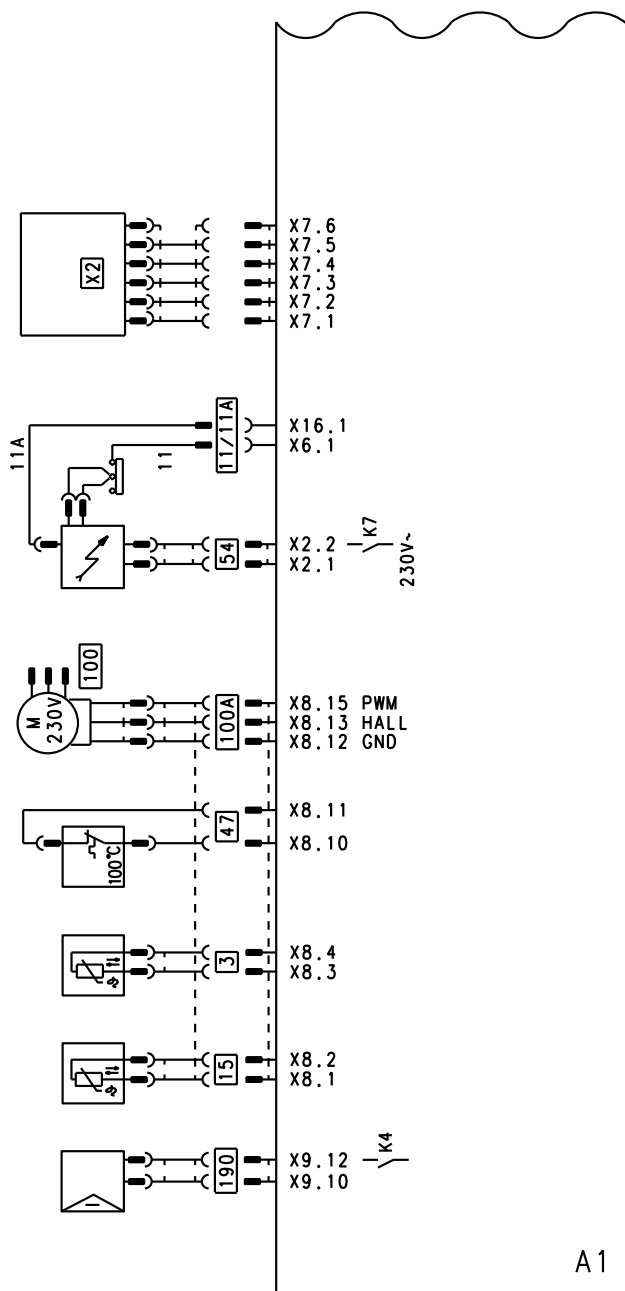 X7.6
X7.5
X7.4
X7.3
X7.2
X7.1
X2
11A
11
11/11A
X16.1
X6.1
54
X2.2
X2.1
K7
230V~
100
M
230V
100A
X8.15 PWM
X8.13 HALL
X8.12 GND
47
X8.11
X8.10
100°C
3
X8.4
X8.3
15
X8.2
X8.1
190
X9.12
X9.10
K4
A1